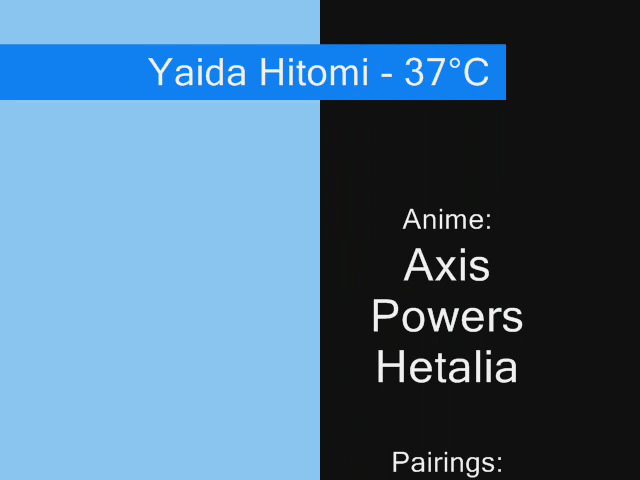 Yaida Hitomi - 37°C
Anime:
Axis
Powers
Hetalia
Pairings: